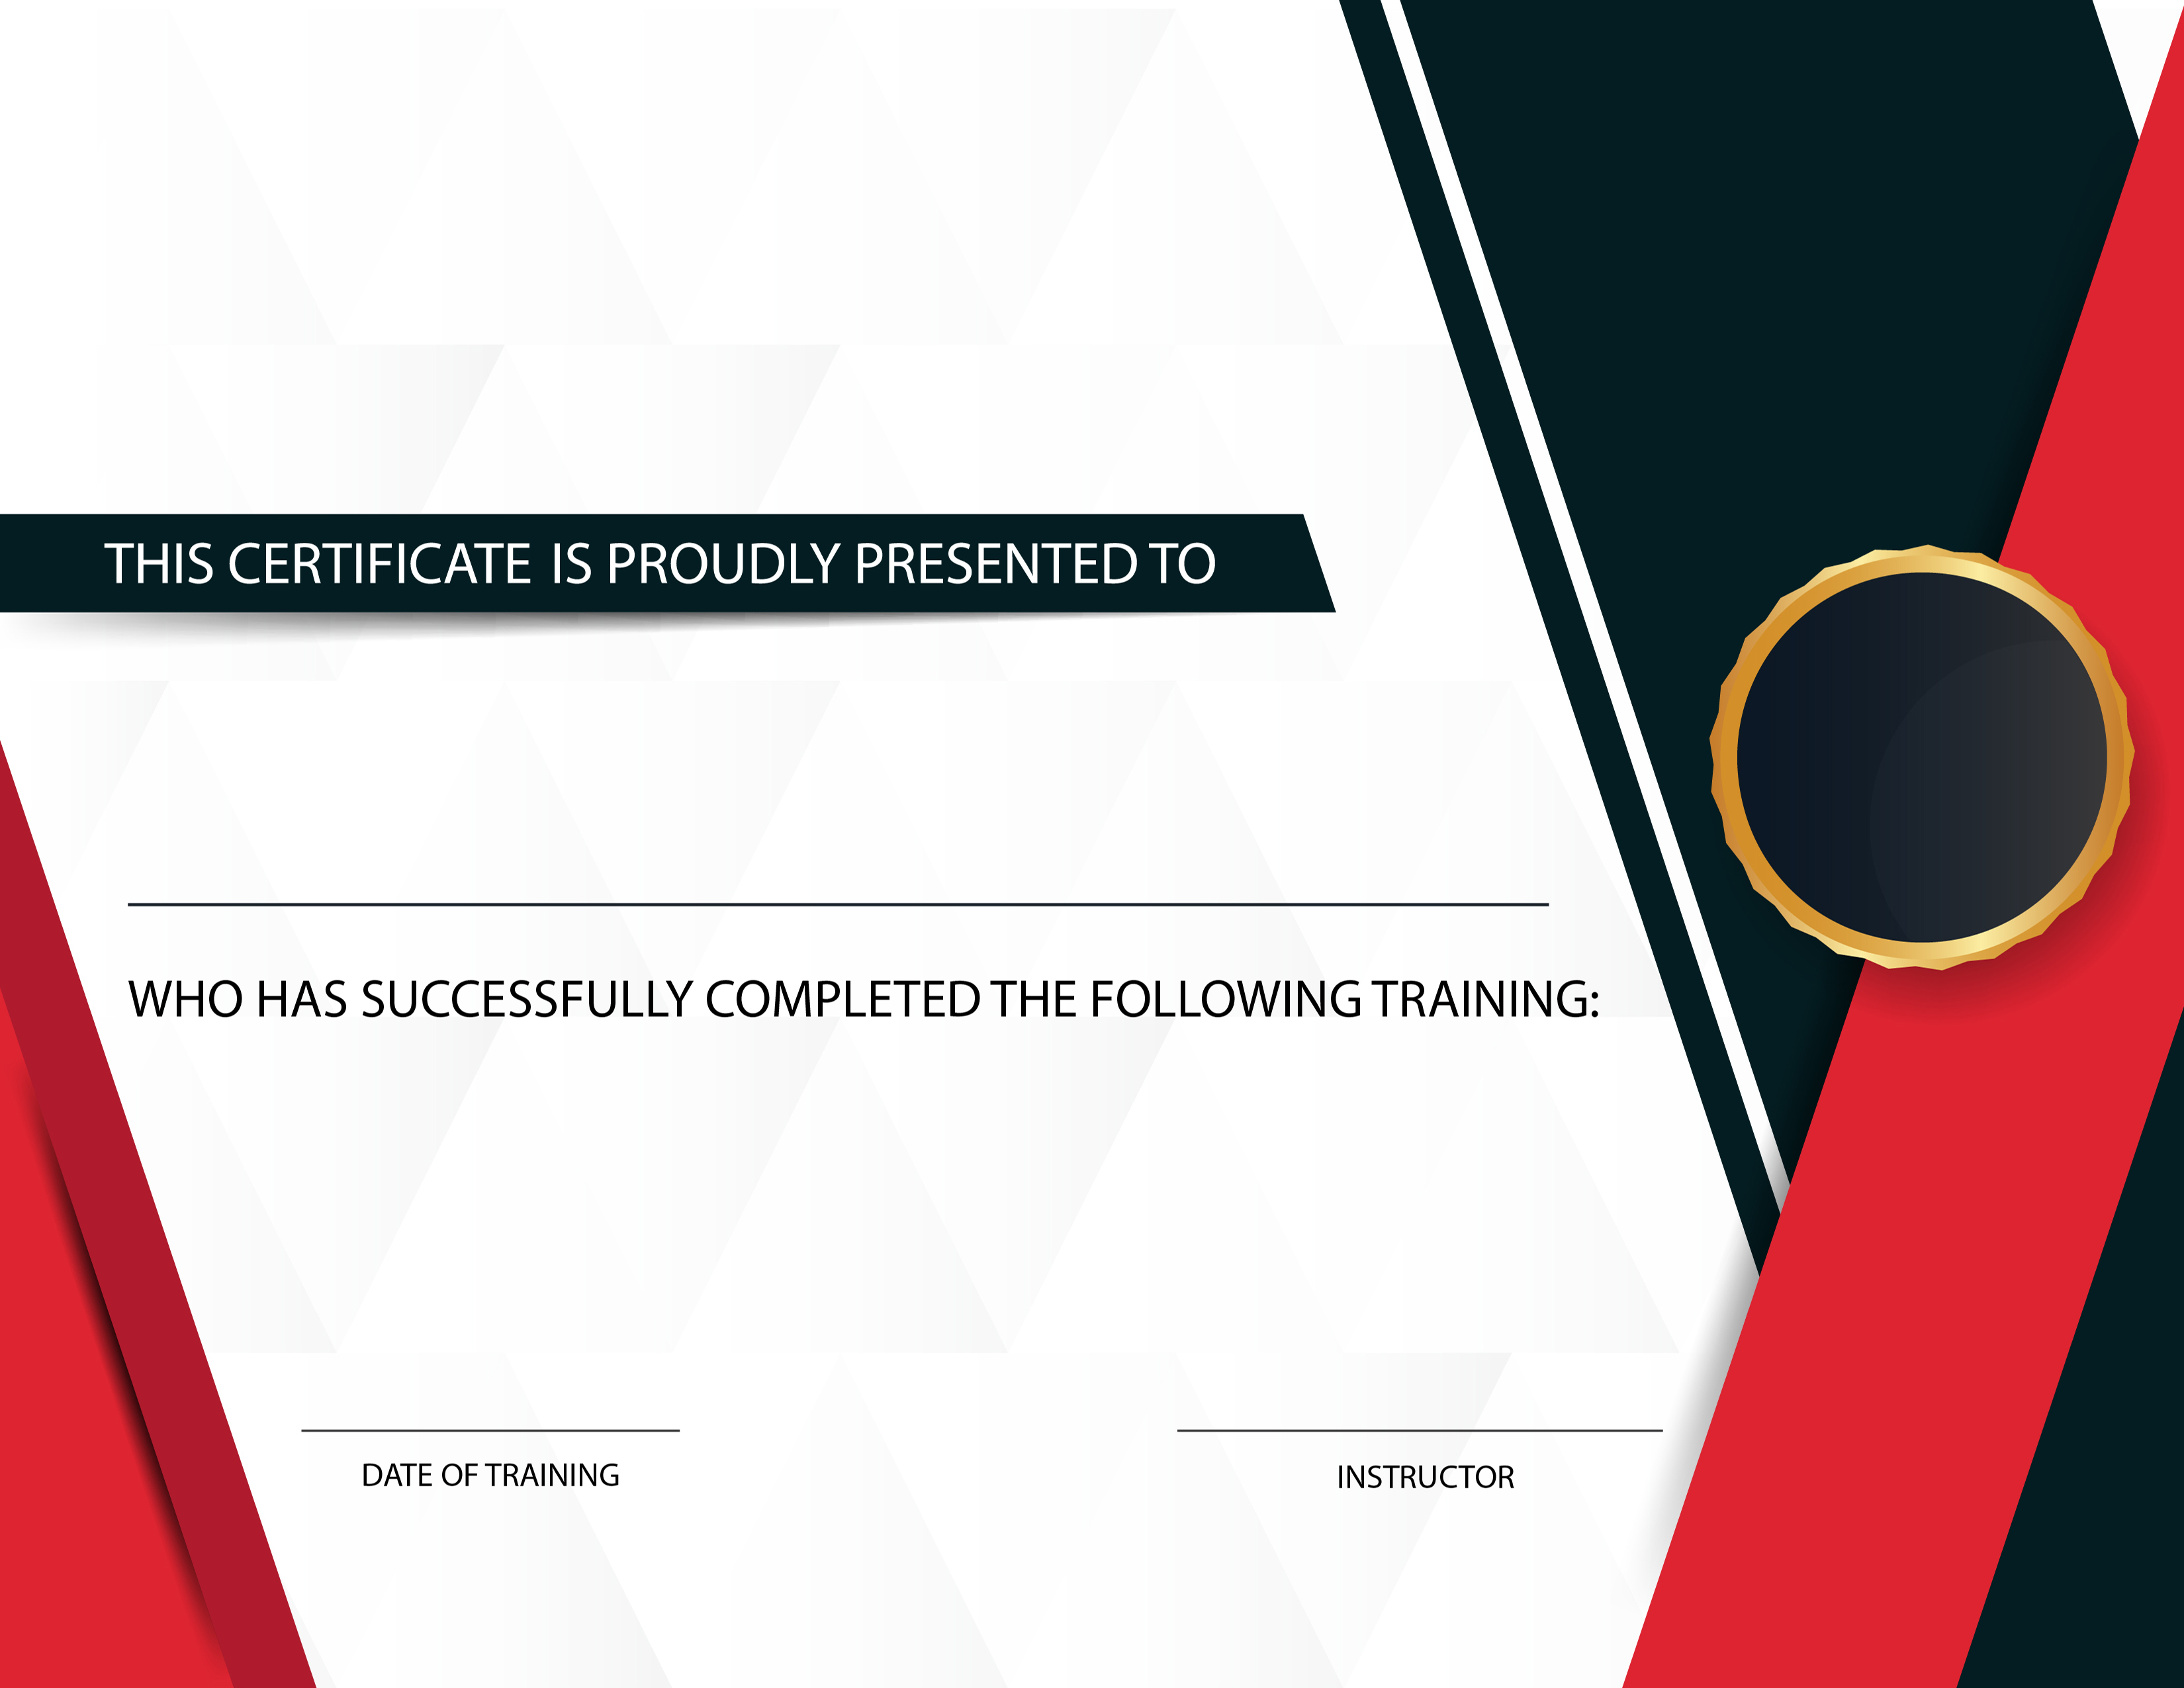 THIS CERTIFICATE IS PROUDLY PRESENTED TO
WHO HAS SUCCESSFULLY COMPLETED THE FOLLOWING TRAINING:
DATE OF TRAINING
INSTRUCTOR